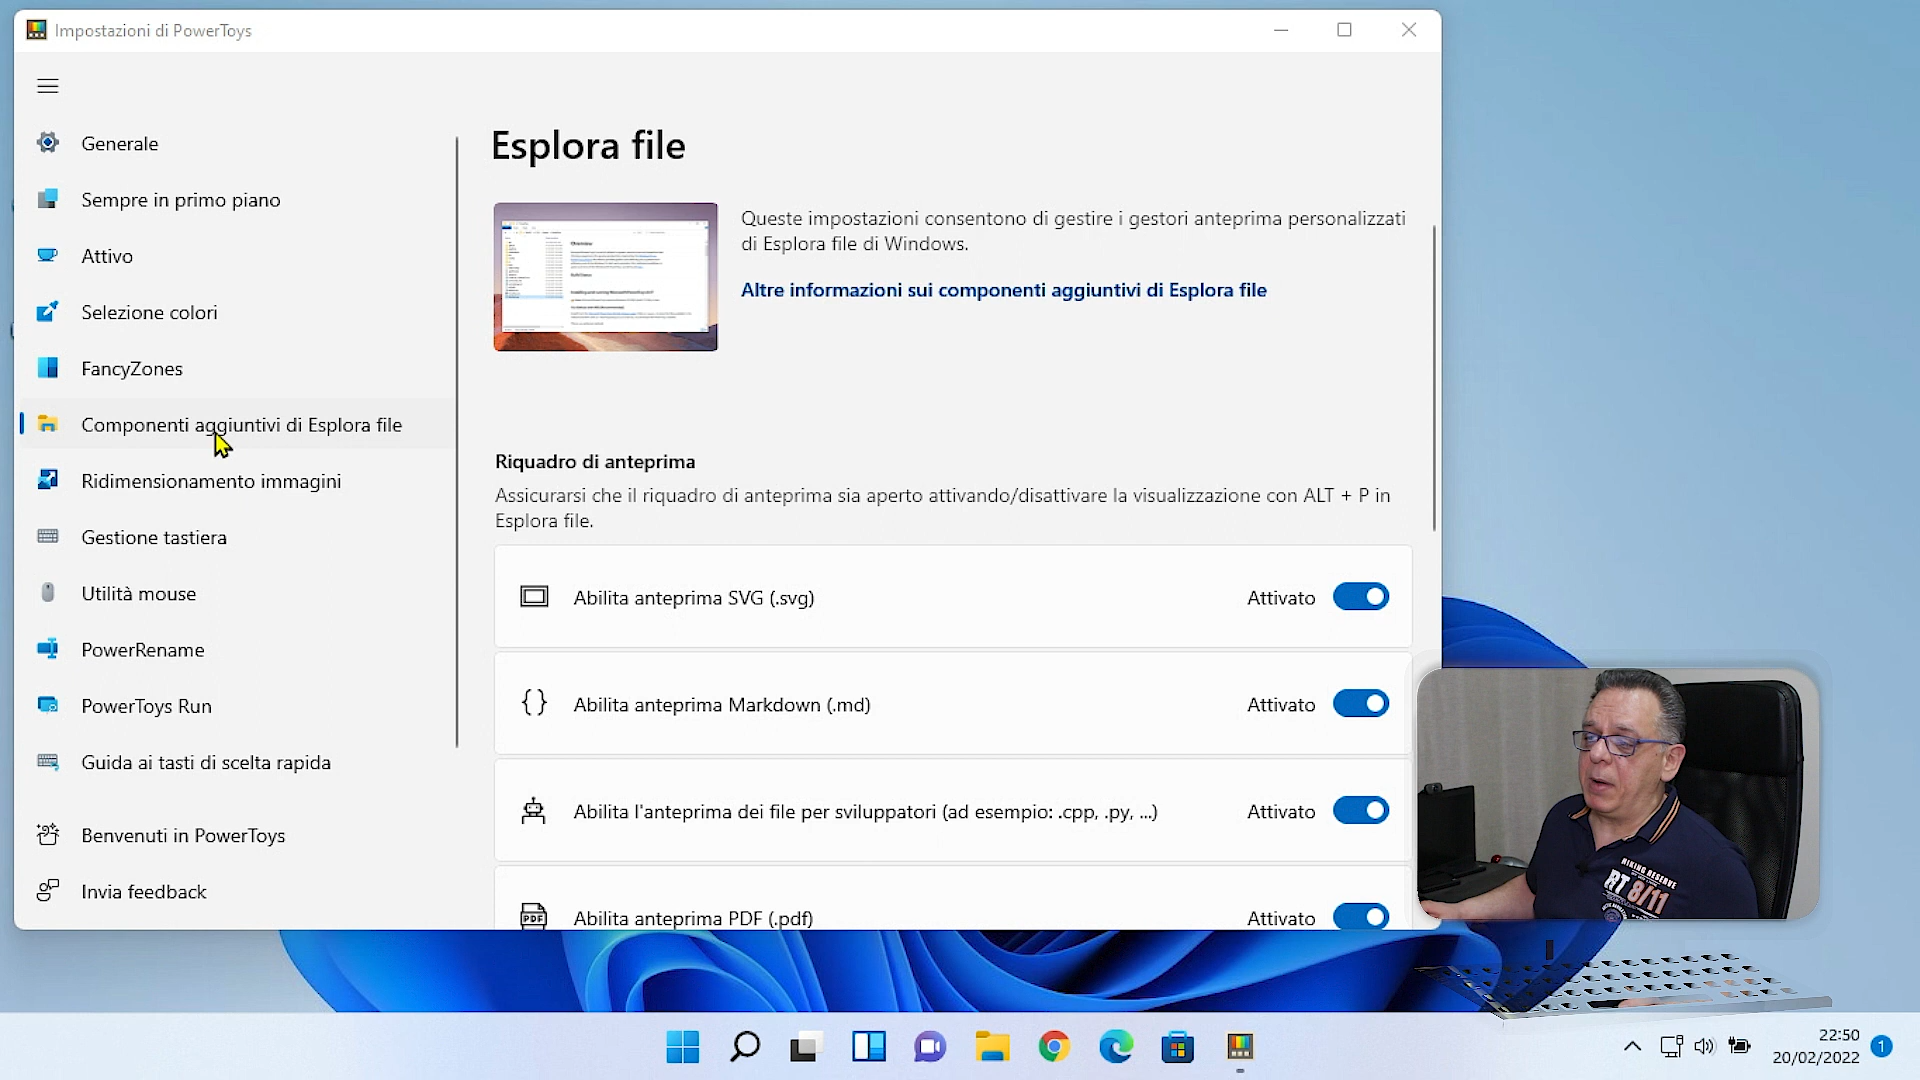 Impostazioni di PowerToys
Generale
Sempre in primo piano
Attivo
Selezione colori
FancyZones
Componenti aggiuntivi di Esplora file
Ridimensionamento immagini
Gestione tastiera
Utilità mouse
PowerRename
PowerToys Run
Guida ai tasti di scelta rapida
Benvenuti in PowerToys
Invia feedback
Esplora file
Queste impostazioni consentono di gestire i gestori anteprima personalizzati
di Esplora file di Windows.
Altre informazioni sui componenti aggiuntivi di Esplora file
Riquadro di anteprima
Assicurarsi che il riquadro di anteprima sia aperto attivando/disattivare la visualizzazione con ALT + P in
Esplora file.
Abilita anteprima SVG (.svg)
Attivato
{ }
Abilita anteprima Markdown (.md)
Attivato
Abilita l'anteprima dei file per sviluppatori (ad esempio: .cpp, .py, ...)
Attivato
PDF
Abilita anteprima PDF (.pdf)
Attivato
RT 8/11
22:50
20/02/2022
1